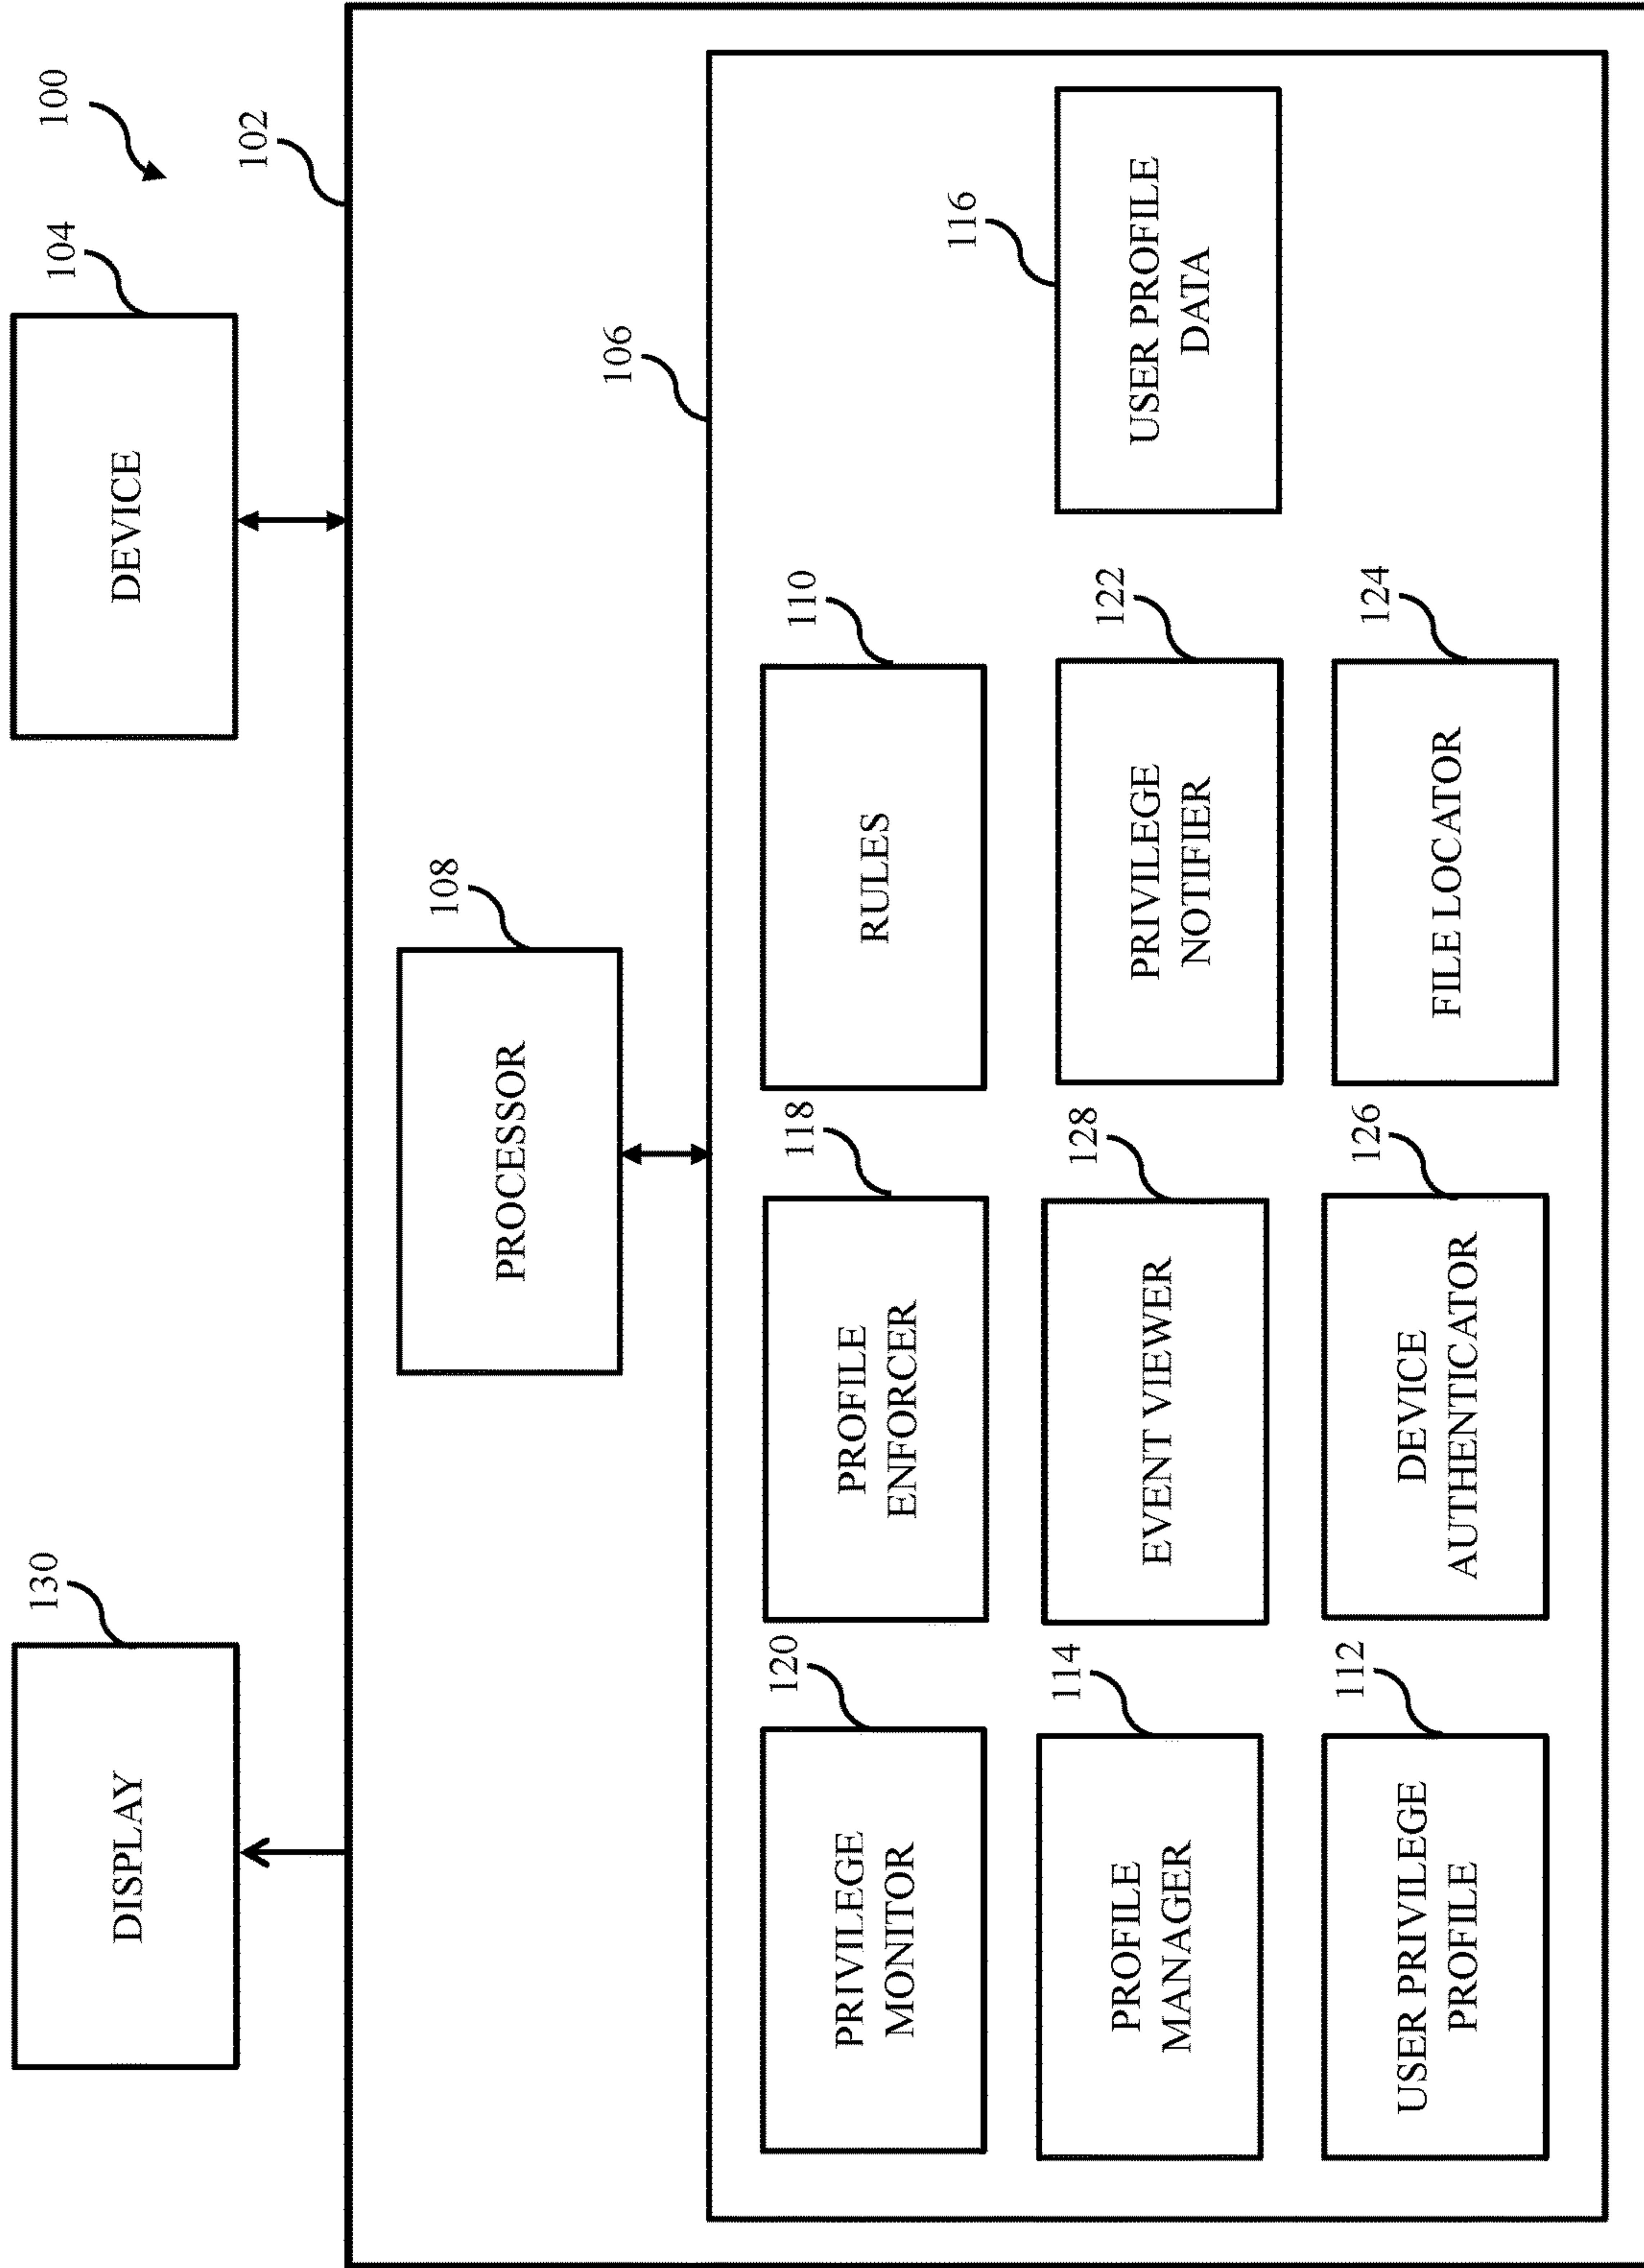 130
DISPLAY
104
DEVICE
100
102
108
PROCESSOR
106
120
PRIVILEGE
MONITOR
118
PROFILE
ENFORCER
110
RULES
114
PROFILE
MANAGER
128
EVENT VIEWER
122
PRIVILEGE
NOTIFIER
116
USER PROFILE
DATA
112
USER PRIVILEGE
PROFILE
126
DEVICE
AUTHENTICATOR
124
FILE LOCATOR